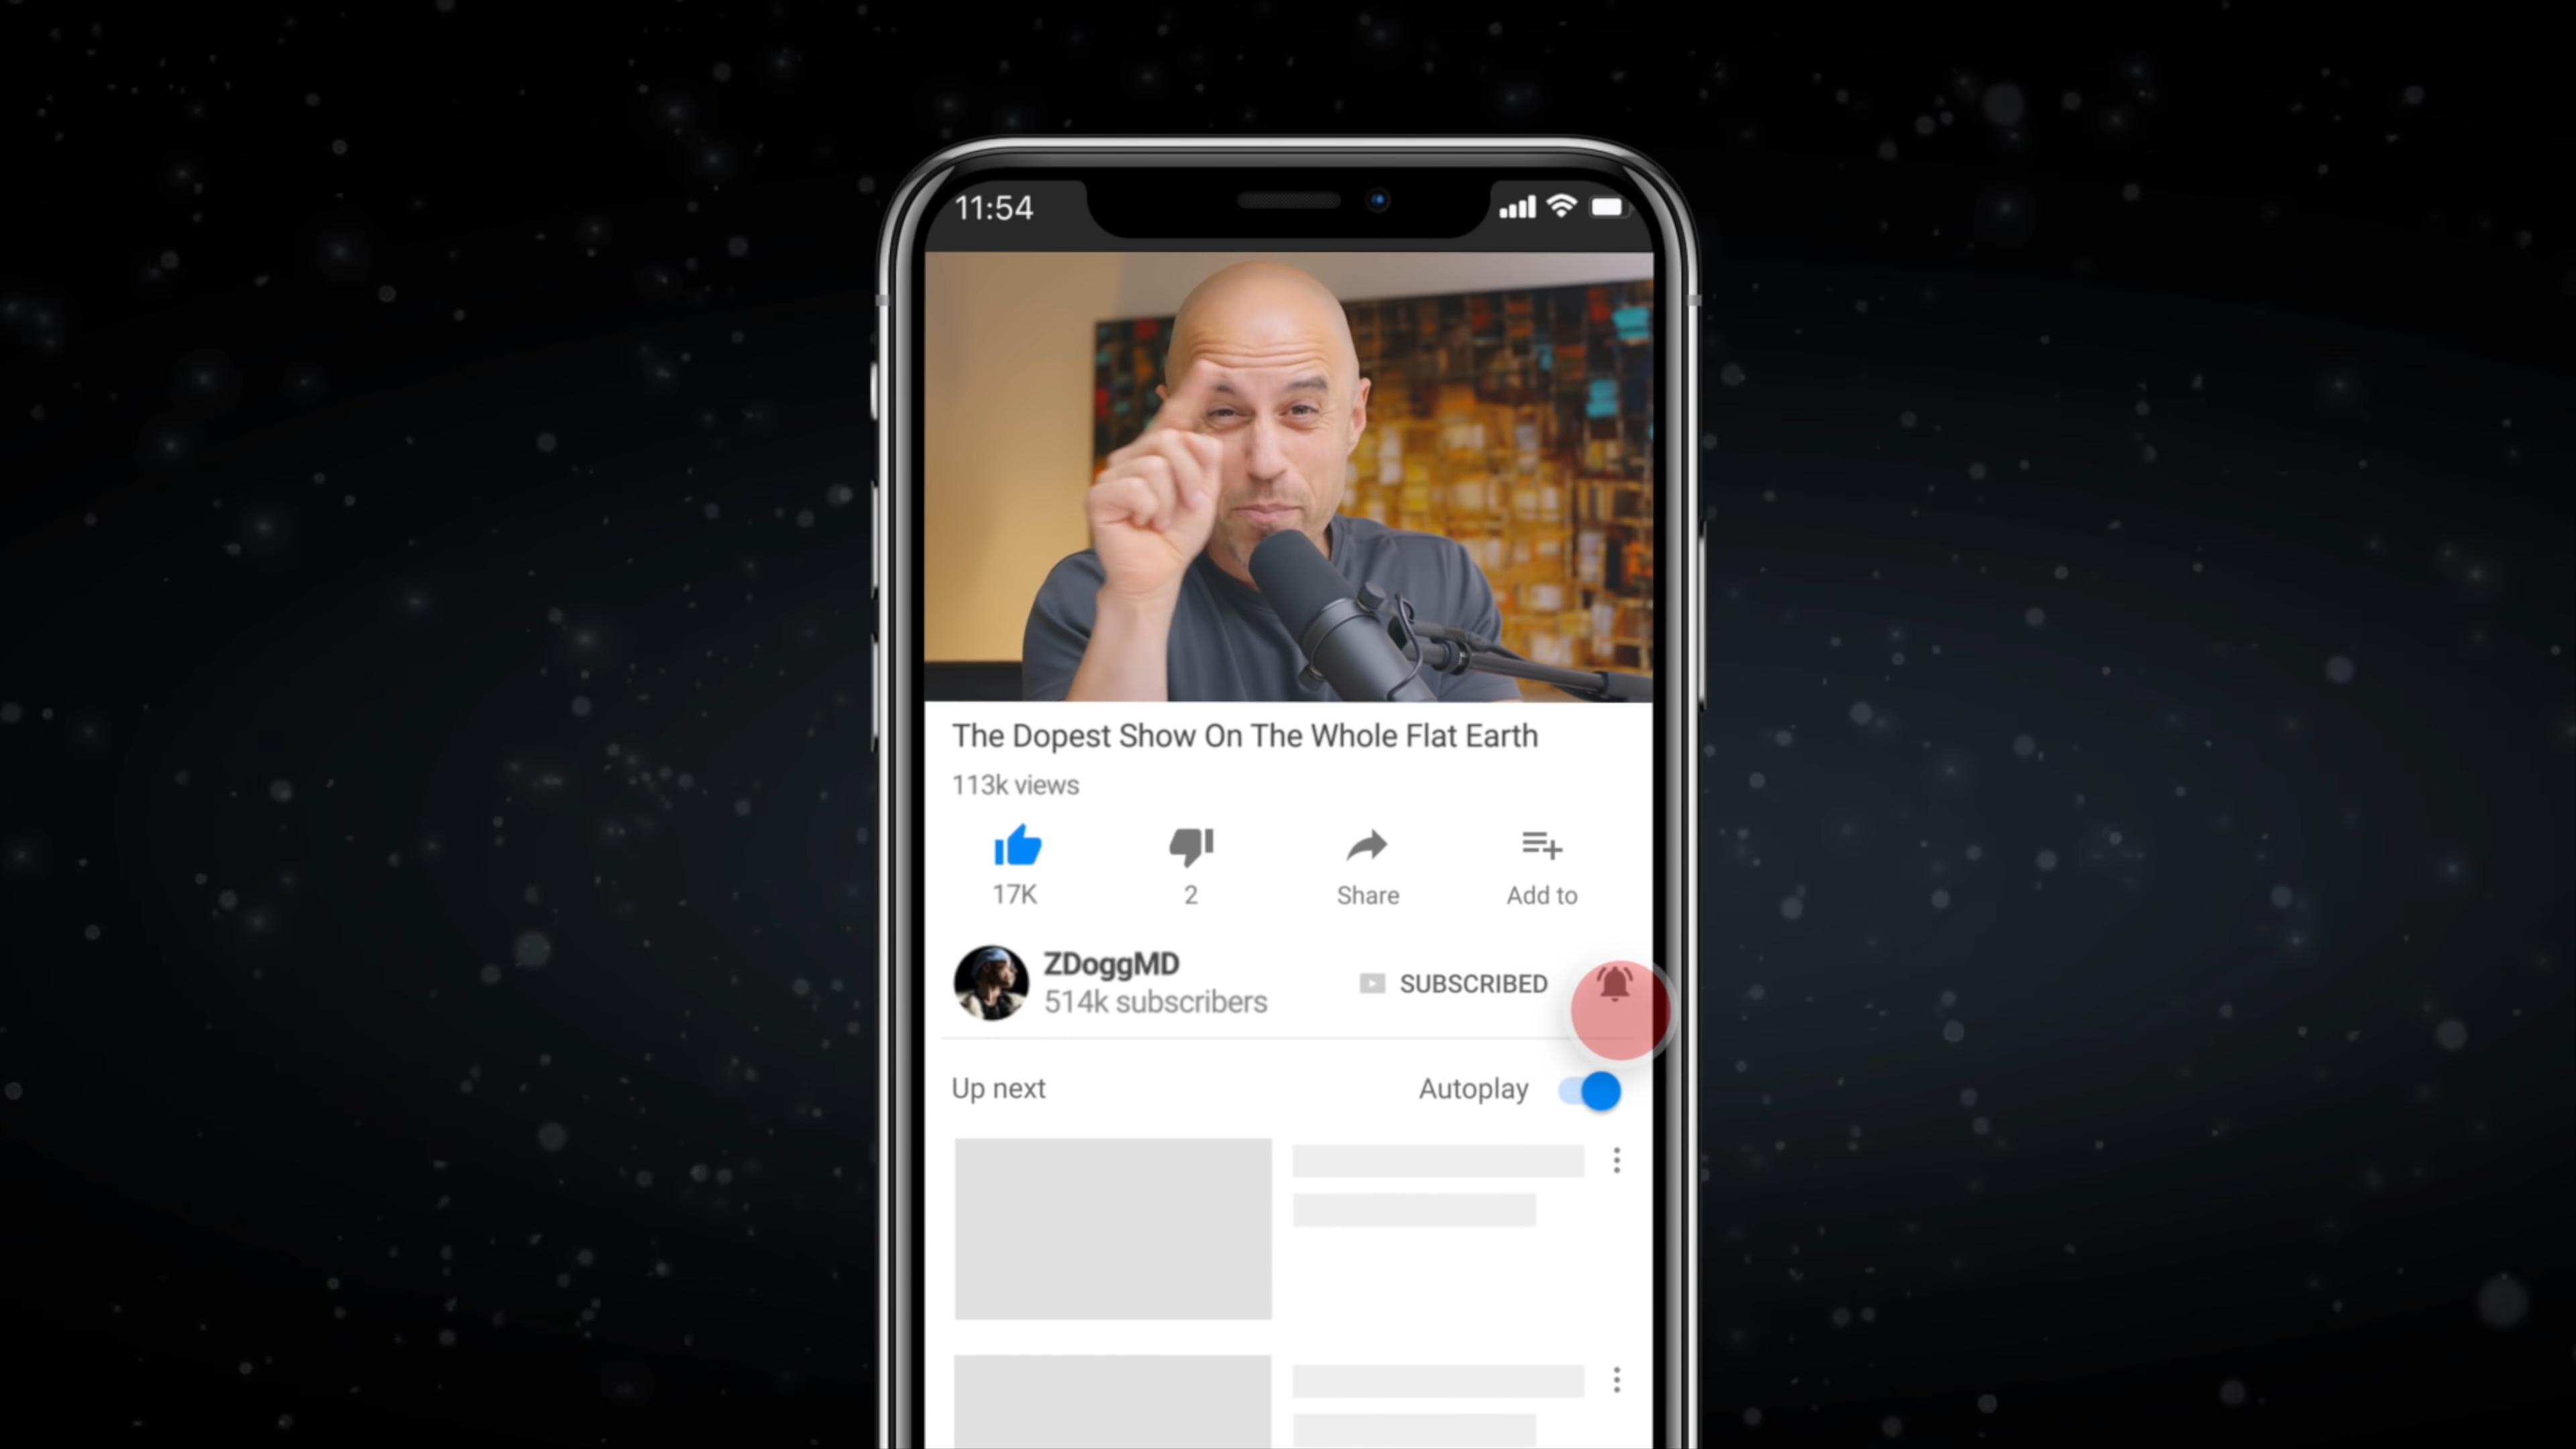 11:54
The Dopest Show On The Whole Flat Earth
113k views
17K
2
Share
Add to
ZDoggMD
514k subscribers
SUBSCRIBED
Up next
Autoplay